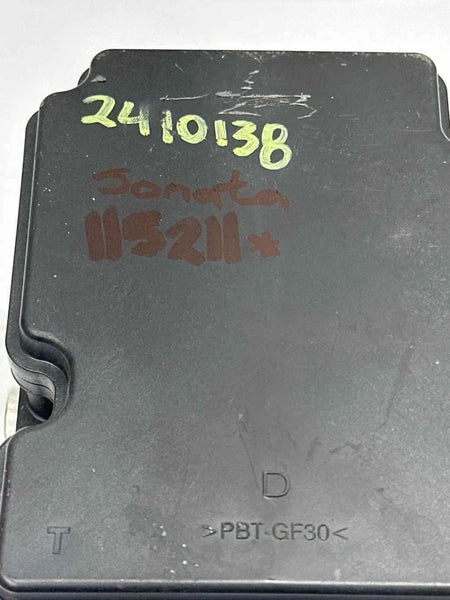 2410138
Sonata
115211*
D
T >PBT-GF30<